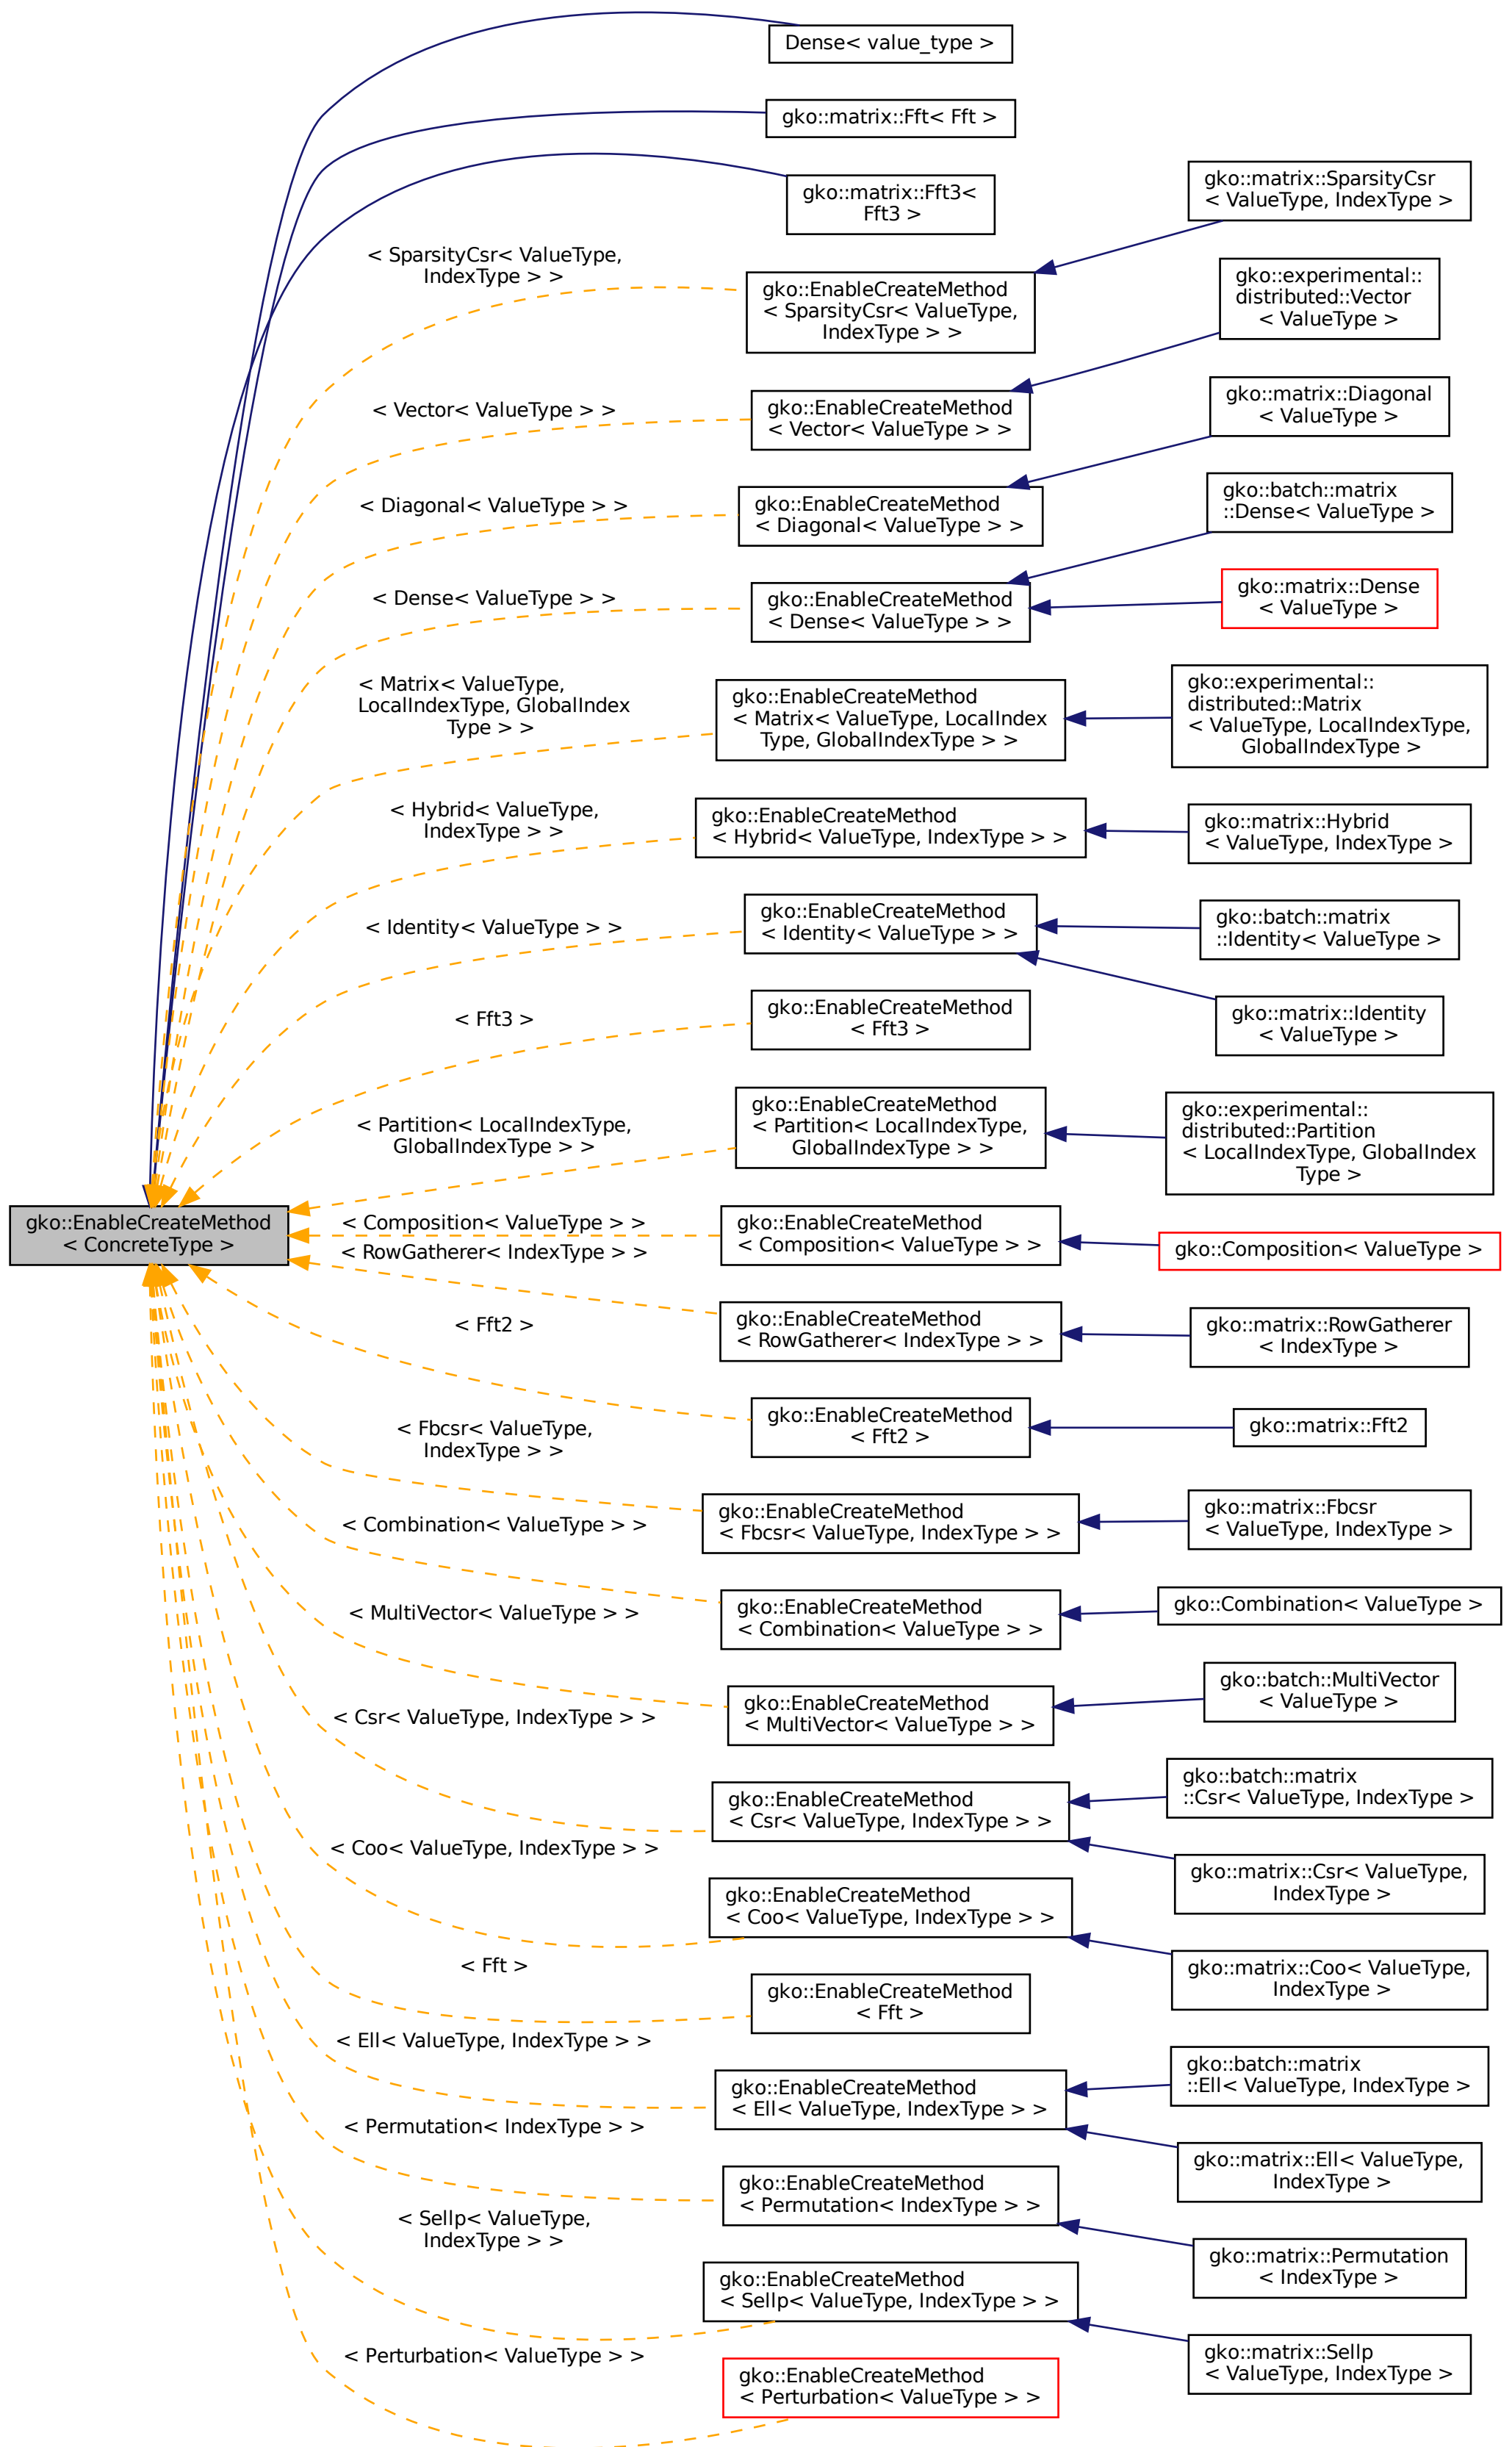 Dense< value_type >
gko::matrix::Fft< Fft >
gko::matrix::Fft3<
Fft3 >
gko::matrix::SparsityCsr
< ValueType, IndexType >
< SparsityCsr< ValueType,
IndexType > >
gko::EnableCreateMethod
< SparsityCsr< ValueType,
IndexType > >
gko::experimental::
distributed::Vector
< ValueType >
< Vector< ValueType > >
gko::EnableCreateMethod
< Vector< ValueType > >
gko::matrix::Diagonal
< ValueType >
< Diagonal< ValueType > >
gko::EnableCreateMethod
< Diagonal< ValueType > >
gko::batch::matrix
::Dense< ValueType >
< Dense< ValueType > >
gko::EnableCreateMethod
< Dense< ValueType > >
gko::matrix::Dense
< ValueType >
< Matrix< ValueType,
LocalIndexType, GlobalIndex
Type > >
gko::EnableCreateMethod
< Matrix< ValueType, LocalIndex
Type, GlobalIndexType > >
gko::experimental::
distributed::Matrix
< ValueType, LocalIndexType,
GlobalIndexType >
< Hybrid< ValueType,
IndexType > >
gko::EnableCreateMethod
< Hybrid< ValueType, IndexType > >
gko::matrix::Hybrid
< ValueType, IndexType >
< Identity< ValueType > >
gko::EnableCreateMethod
< Identity< ValueType > >
gko::batch::matrix
::Identity< ValueType >
gko::matrix::Identity
< ValueType >
< Fft3 >
gko::EnableCreateMethod
< Fft3 >
< Partition< LocalIndexType,
GlobalIndexType > >
gko::EnableCreateMethod
< Partition< LocalIndexType,
GlobalIndexType > >
gko::experimental::
distributed::Partition
< LocalIndexType, GlobalIndex
Type >
gko::EnableCreateMethod
< ConcreteType >
< Composition< ValueType > >
gko::EnableCreateMethod
< Composition< ValueType > >
gko::Composition< ValueType >
< RowGatherer< IndexType > >
gko::EnableCreateMethod
< RowGatherer< IndexType > >
gko::matrix::RowGatherer
< IndexType >
< Fft2 >
gko::EnableCreateMethod
< Fft2 >
gko::matrix::Fft2
< Fbcsr< ValueType,
IndexType > >
gko::EnableCreateMethod
< Fbcsr< ValueType, IndexType > >
gko::matrix::Fbcsr
< ValueType, IndexType >
< Combination< ValueType > >
gko::EnableCreateMethod
< Combination< ValueType > >
gko::Combination< ValueType >
< MultiVector< ValueType > >
gko::EnableCreateMethod
< MultiVector< ValueType > >
gko::batch::MultiVector
< ValueType >
< Csr< ValueType, IndexType > >
gko::EnableCreateMethod
< Csr< ValueType, IndexType > >
gko::batch::matrix
::Csr< ValueType, IndexType >
gko::matrix::Csr< ValueType,
IndexType >
< Coo< ValueType, IndexType > >
gko::EnableCreateMethod
< Coo< ValueType, IndexType > >
gko::matrix::Coo< ValueType,
IndexType >
< Fft >
gko::EnableCreateMethod
< Fft >
< Ell< ValueType, IndexType > >
gko::EnableCreateMethod
< Ell< ValueType, IndexType > >
gko::batch::matrix
::Ell< ValueType, IndexType >
gko::matrix::Ell< ValueType,
IndexType >
< Permutation< IndexType > >
gko::EnableCreateMethod
< Permutation< IndexType > >
gko::matrix::Permutation
< IndexType >
< Sellp< ValueType,
IndexType > >
gko::EnableCreateMethod
< Sellp< ValueType, IndexType > >
gko::matrix::Sellp
< ValueType, IndexType >
< Perturbation< ValueType > >
gko::EnableCreateMethod
< Perturbation< ValueType > >